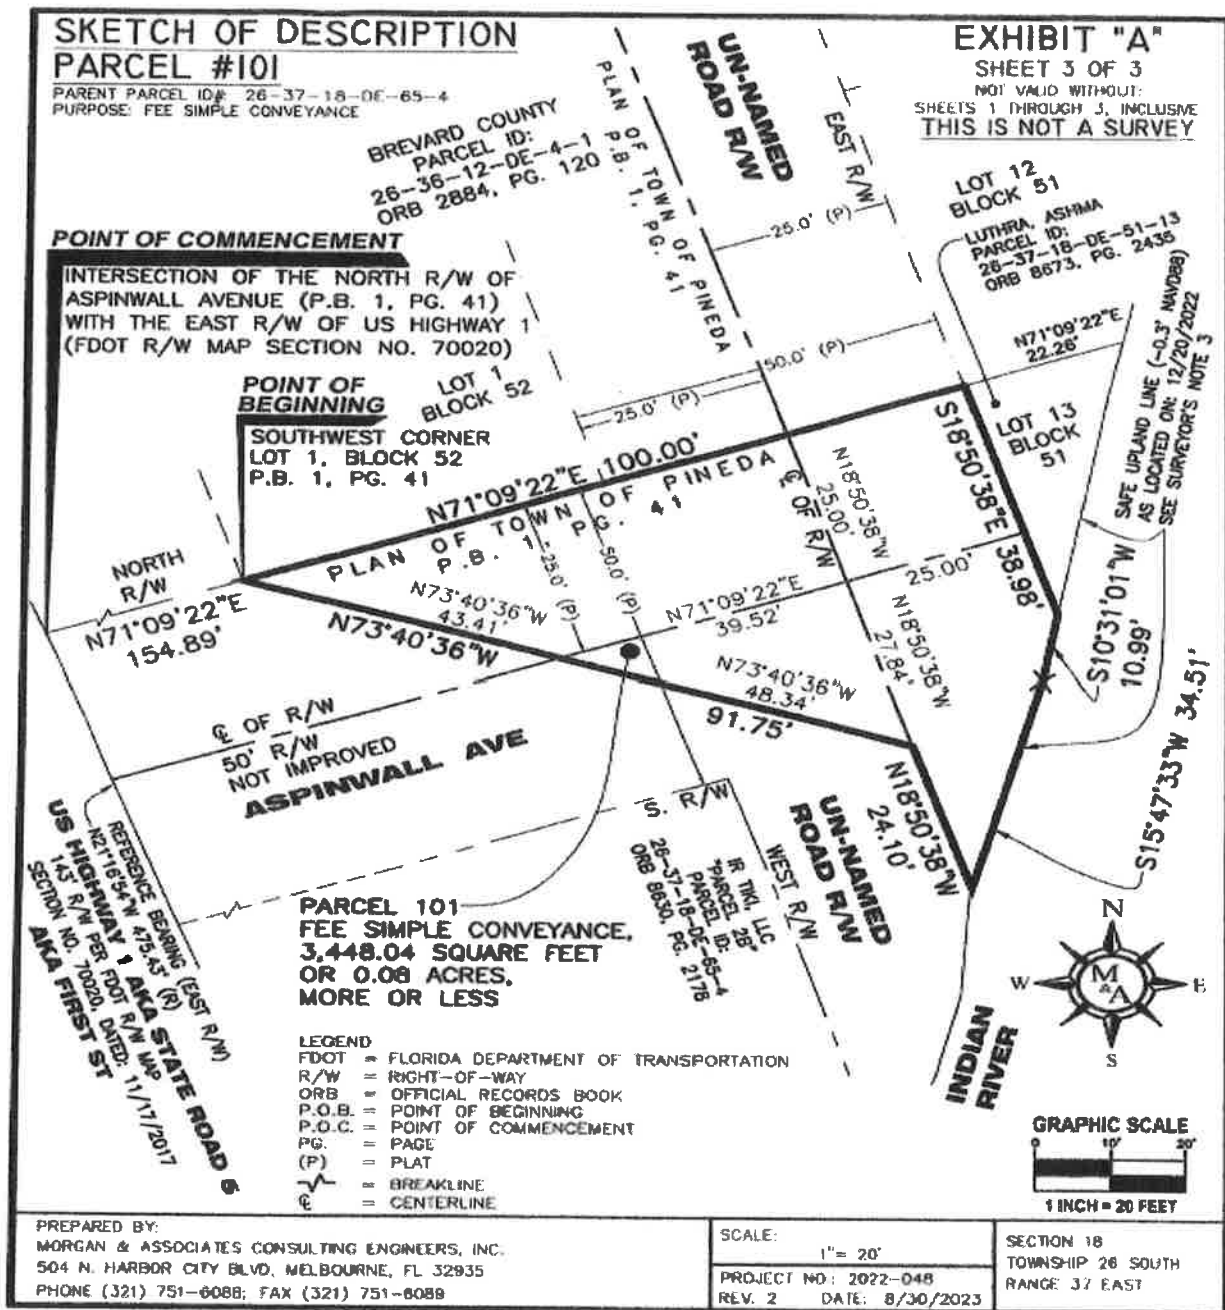 SKETCH OF DESCRIPTION
PARCEL #101
PARENT PARCEL ID#: 26-37-18-DE-65-4
PURPOSE: FEE SIMPLE CONVEYANCE
EXHIBIT "A"
SHEET 3 OF 3
NOT VALID WITHOUT:
SHEETS 1 THROUGH 3, INCLUSIVE
THIS IS NOT A SURVEY
BREVARD COUNTY
PARCEL ID:
26-36-12-DE-4-1
ORB 2884, PG. 120
PLAN OF TOWN OF PINEDA
P.B. 1, PG. 41
UN-NAMED
ROAD R/W
EAST R/W
25.0' (P)
LOT 12
BLOCK 51
LUTHRA, ASHMA
PARCEL ID:
26-37-18-DE-51-13
ORB 8673, PG. 2435
POINT OF COMMENCEMENT
INTERSECTION OF THE NORTH R/W OF
ASPINWALL AVENUE (P.B. 1, PG. 41)
WITH THE EAST R/W OF US HIGHWAY 1
(FDOT R/W MAP SECTION NO. 70020)
POINT OF
BEGINNING
SOUTHWEST CORNER
LOT 1, BLOCK 52
P.B. 1, PG. 41
LOT 1
BLOCK 52
50.0' (P)
25.0' (P)
N71°09'22"E
22.26'
SAFE UPLAND LINE (-0.3' NAVD88)
AS LOCATED ON: 12/20/2022
SEE SURVEYOR'S NOTE 3
LOT 13
BLOCK
51
N71°09'22"E 100.00'
PLAN OF TOWN OF PINEDA
P.B. 1 PG. 41
25.0' (P)
50.0' (P)
℄ OF R/W
N18°50'38"W
25.00'
S18°50'38"E 38.98'
25.00'
NORTH
R/W
N71°09'22"E
154.89'
N73°40'36"W
43.41'
N73°40'36"W
N71°09'22"E
39.52'
N18°50'38"W
27.84'
N73°40'36"W
48.34'
91.75'
S10°31'01"W
10.99'
S15°47'33"W 34.51'
℄ OF R/W
50' R/W
NOT IMPROVED
ASPINWALL AVE
S. R/W
N18°50'38"W
24.10'
UN-NAMED
ROAD R/W
WEST R/W
IR TIKI, LLC
"PARCEL 26"
PARCEL ID:
26-37-18-DE-65-4
ORB 8630, PG. 2178
REFERENCE BEARING (EAST R/W)
N21°16'54"W 475.43' (R)
US HIGHWAY 1 AKA STATE ROAD 5
143' R/W PER FDOT R/W MAP
SECTION NO. 70020, DATED: 11/17/2017
AKA FIRST ST
PARCEL 101
FEE SIMPLE CONVEYANCE,
3,448.04 SQUARE FEET
OR 0.08 ACRES,
MORE OR LESS
N
W
E
S
M
&
A
INDIAN
RIVER
LEGEND
FDOT = FLORIDA DEPARTMENT OF TRANSPORTATION
R/W = RIGHT-OF-WAY
ORB = OFFICIAL RECORDS BOOK
P.O.B. = POINT OF BEGINNING
P.O.C. = POINT OF COMMENCEMENT
PG. = PAGE
(P) = PLAT
= BREAKLINE
℄ = CENTERLINE
GRAPHIC SCALE
0 10' 20'
1 INCH = 20 FEET
PREPARED BY:
MORGAN & ASSOCIATES CONSULTING ENGINEERS, INC.
504 N. HARBOR CITY BLVD, MELBOURNE, FL 32935
PHONE (321) 751-6088; FAX (321) 751-6089
SCALE:
1"= 20'
PROJECT NO: 2022-048
REV. 2 DATE: 8/30/2023
SECTION 18
TOWNSHIP 26 SOUTH
RANGE 37 EAST